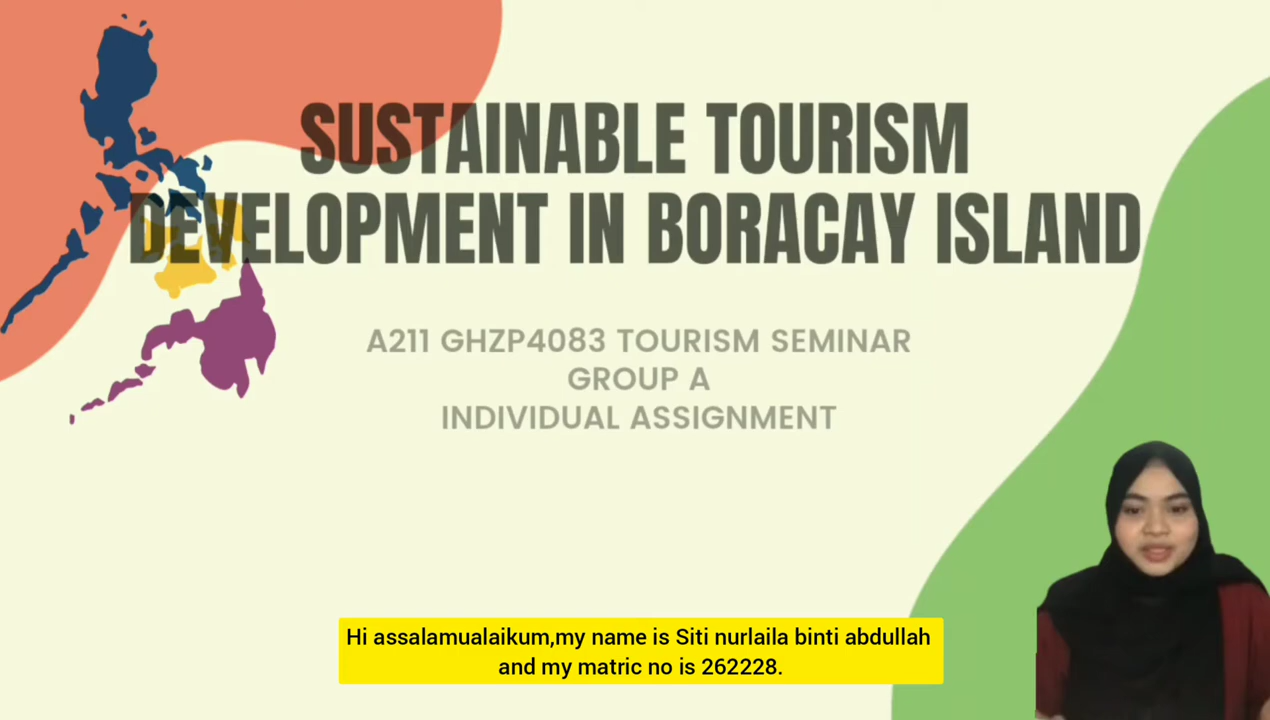 SUSTAINABLE TOURISM
DEVELOPMENT IN BORACAY ISLAND
A211 GHZP4083 TOURISM SEMINAR
GROUP A
INDIVIDUAL ASSIGNMENT
Hi assalamualaikum,my name is Siti nurlaila binti abdullah
and my matric no is 262228.